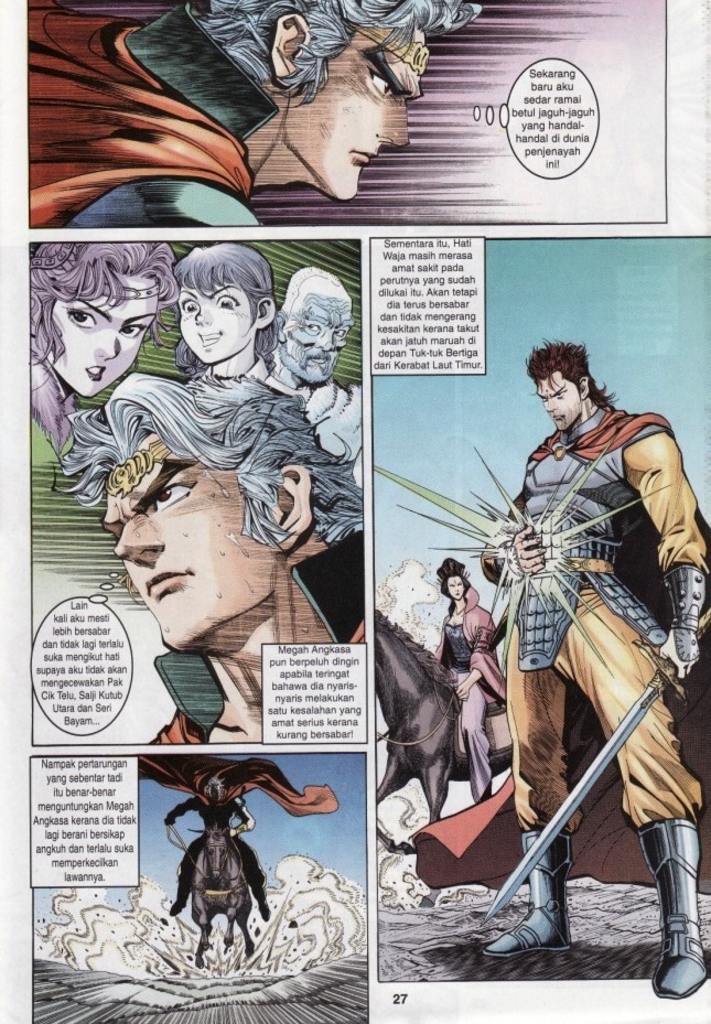 Sekarang
baru aku
sedar ramai
betul jaguh-jaguh
yang handal-
handal di dunia
penjenayah
ini!
Sementara itu, Hati
Waja masih merasa
amat sakit pada
perutnya yang sudah
dilukai itu. Akan tetapi
dia terus bersabar
dan tidak mengerang
kesakitan kerana takut
akan jatuh maruah di
depan Tuk-tuk Bertiga
dari Kerabat Laut Timur.
Lain
kali aku mesti
lebih bersabar
dan tidak lagi terlalu
suka mengikut hati
supaya aku tidak akan
mengecewakan Pak
Cik Telu, Salji Kutub
Utara dan Seri
Bayam...
Megah Angkasa
pun berpeluh dingin
apabila teringat
bahawa dia nyaris-
nyaris melakukan
satu kesalahan yang
amat serius kerana
kurang bersabar!
Nampak pertarungan
yang sebentar tadi
itu benar-benar
menguntungkan Megah
Angkasa kerana dia tidak
lagi berani bersikap
angkuh dan terlalu suka
memperkecilkan
lawannya.
27